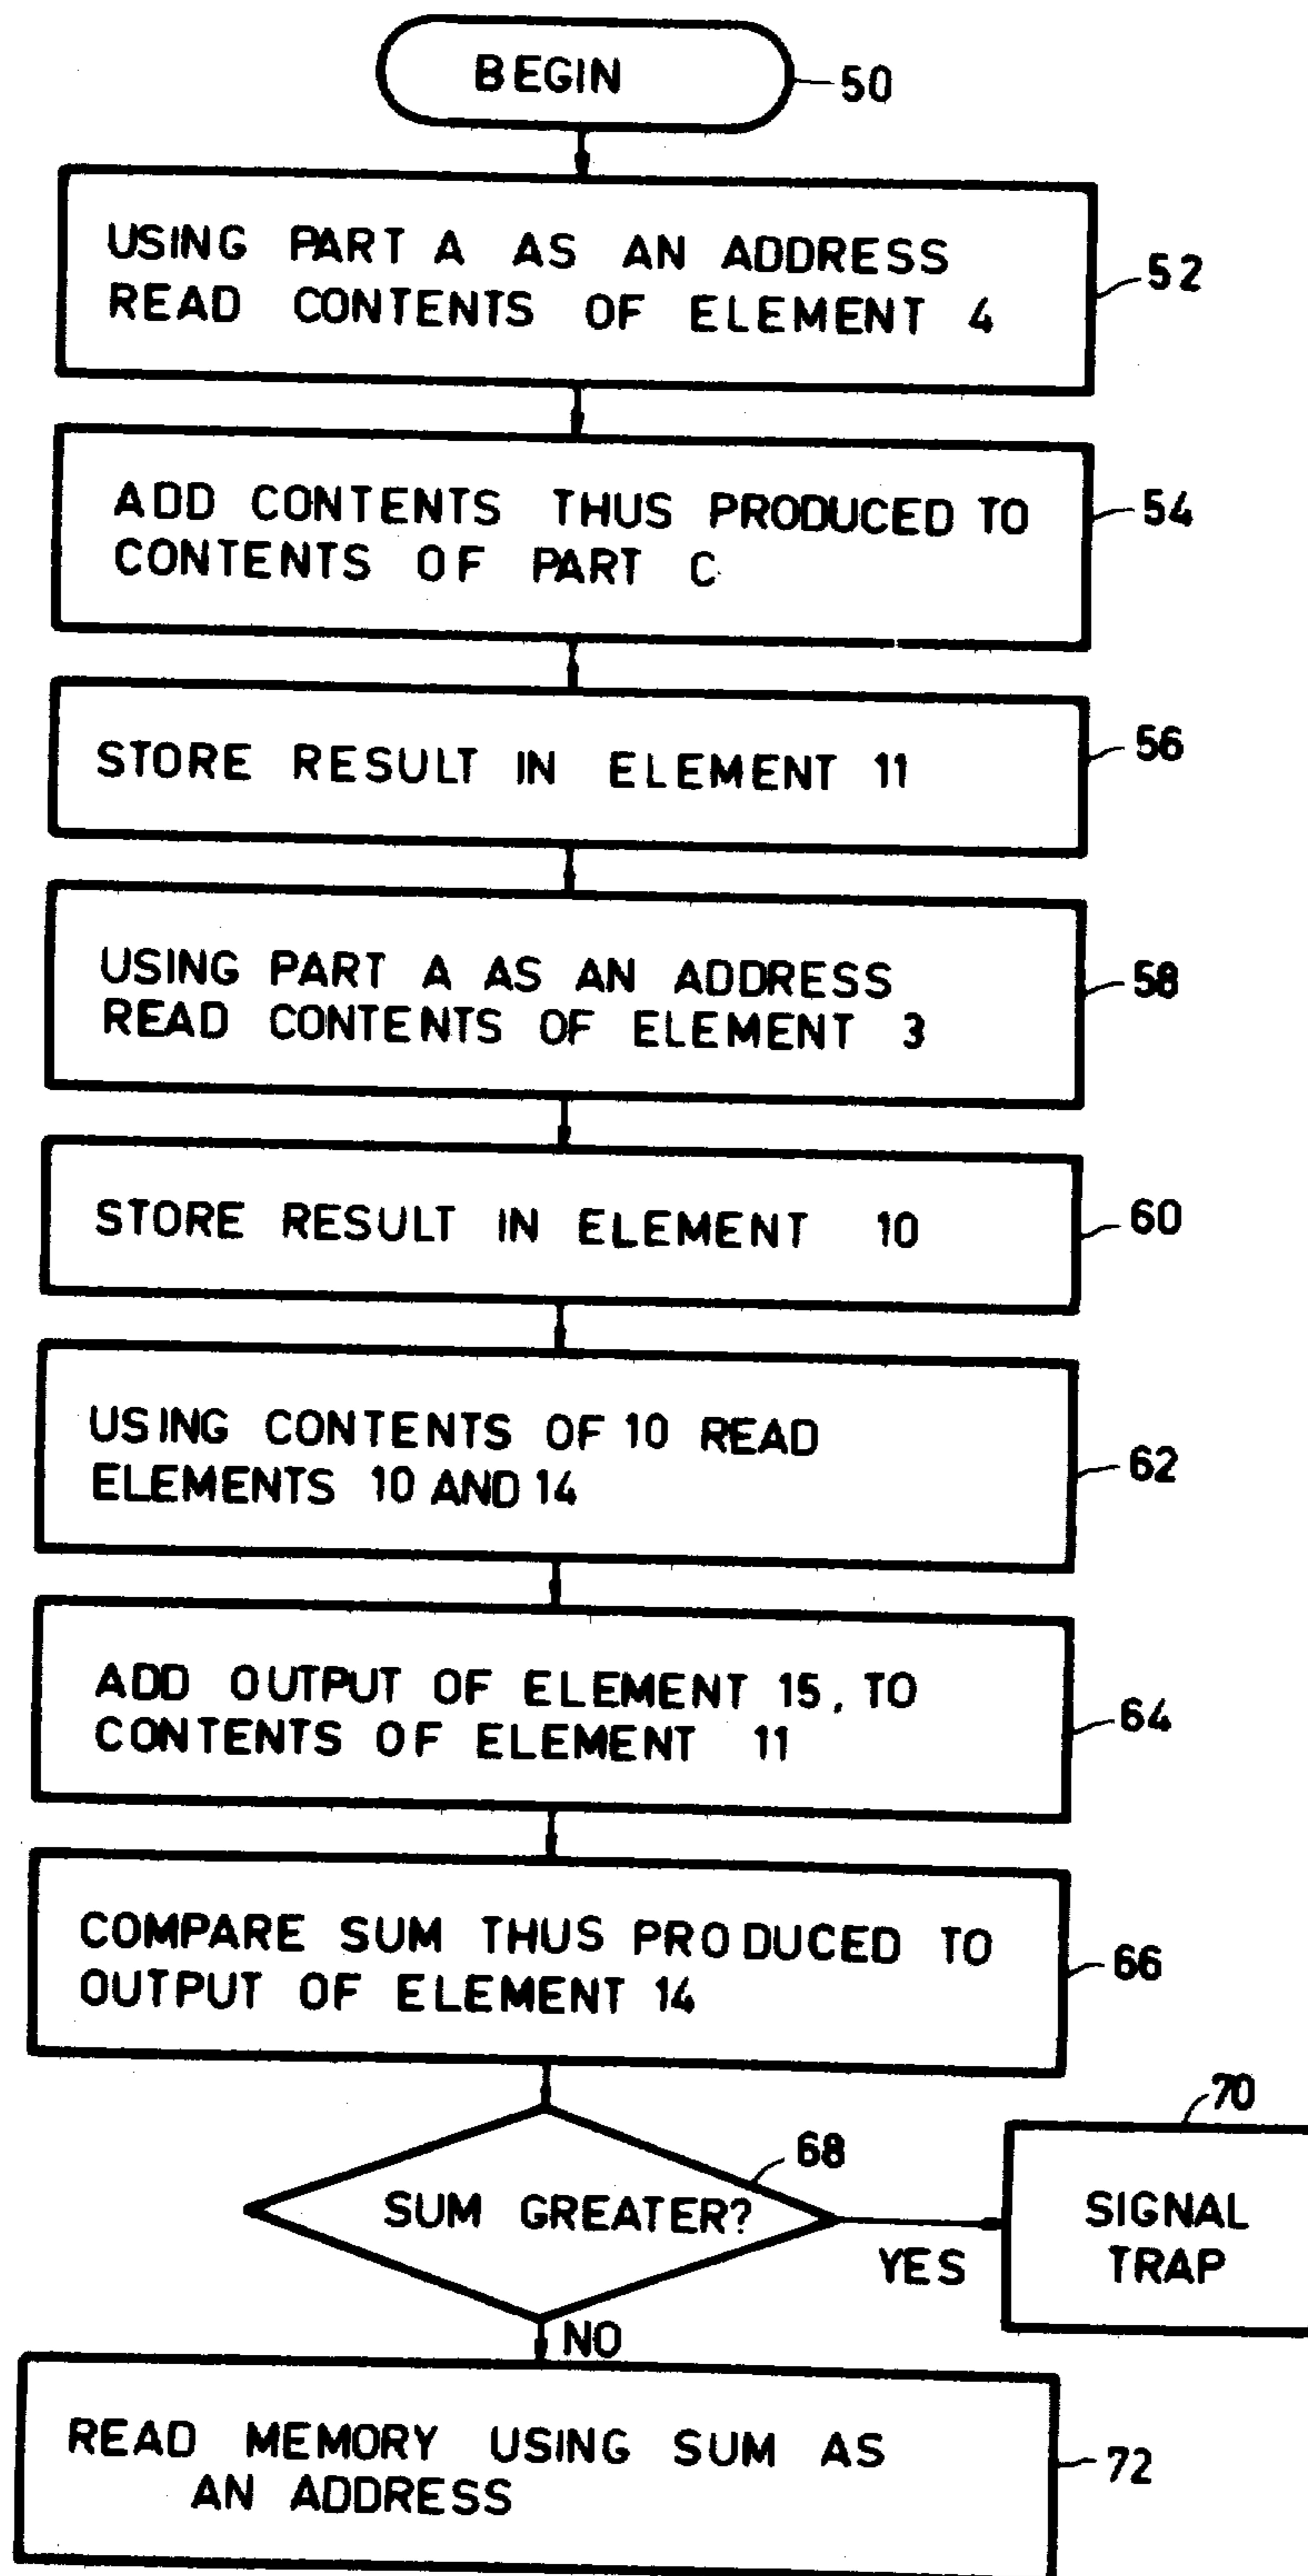 BEGIN
50
USING PART A AS AN ADDRESS
READ CONTENTS OF ELEMENT 4
52
ADD CONTENTS THUS PRODUCED TO
CONTENTS OF PART C
54
STORE RESULT IN ELEMENT 11
56
USING PART A AS AN ADDRESS
READ CONTENTS OF ELEMENT 3
58
STORE RESULT IN ELEMENT 10
60
USING CONTENTS OF 10 READ
ELEMENTS 10 AND 14
62
ADD OUTPUT OF ELEMENT 15, TO
CONTENTS OF ELEMENT 11
64
COMPARE SUM THUS PRODUCED TO
OUTPUT OF ELEMENT 14
66
68
SUM GREATER?
YES
70
SIGNAL
TRAP
NO
READ MEMORY USING SUM AS
AN ADDRESS
72